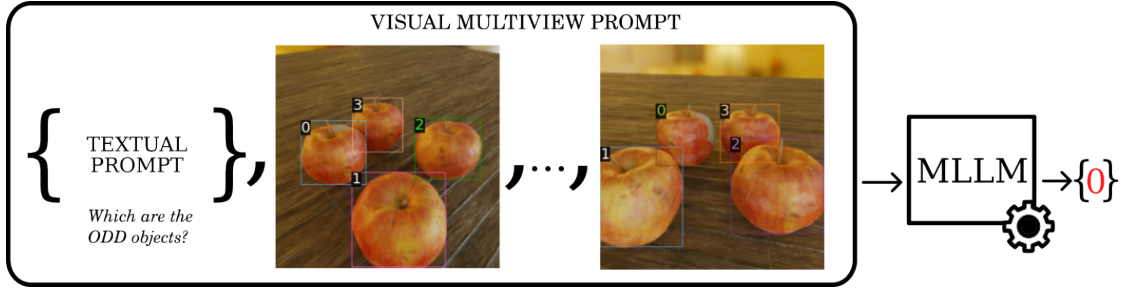 VISUAL MULTIVIEW PROMPT
{ TEXTUAL
PROMPT } , ,...,
Which are the
ODD objects?
0
3
2
1
0
3
2
1
MLLM
{0}